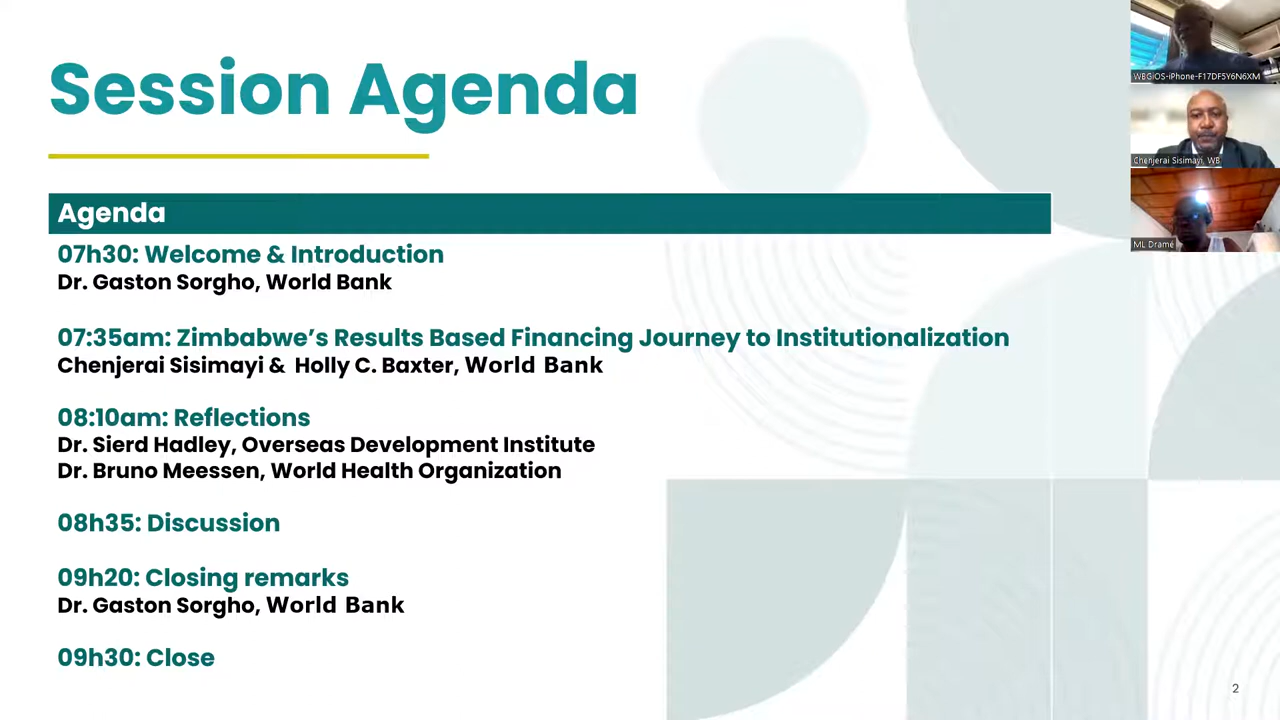 Session Agenda
Agenda
07h30: Welcome & Introduction
Dr. Gaston Sorgho, World Bank
07:35am: Zimbabwe’s Results Based Financing Journey to Institutionalization
Chenjerai Sisimayi &  Holly C. Baxter, World Bank
08:10am: Reflections
Dr. Sierd Hadley, Overseas Development Institute
Dr. Bruno Meessen, World Health Organization
08h35: Discussion
09h20: Closing remarks
Dr. Gaston Sorgho, World Bank
09h30: Close
2
WBGIOS-iPhone-F17DF5Y6N6XM
Chenjerai Sisimayi, WB
ML Dramé